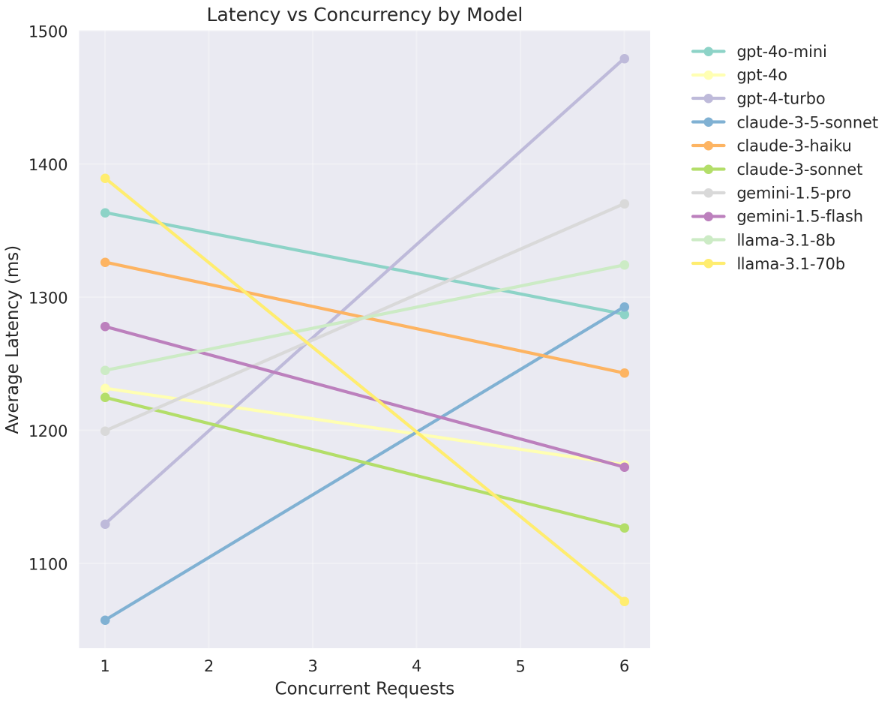 Latency vs Concurrency by Model
1500
1400
1300
1200
1100
Average Latency (ms)
1 2 3 4 5 6
Concurrent Requests
gpt-4o-mini
gpt-4o
gpt-4-turbo
claude-3-5-sonnet
claude-3-haiku
claude-3-sonnet
gemini-1.5-pro
gemini-1.5-flash
llama-3.1-8b
llama-3.1-70b